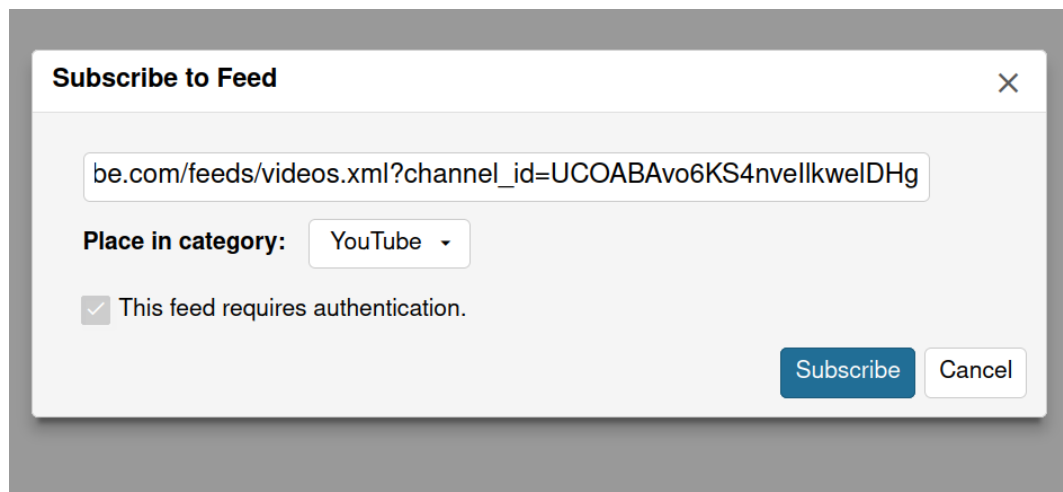 Subscribe to Feed
be.com/feeds/videos.xml?channel_id=UCOABAvo6KS4nvelIkwelDHg
Place in category: YouTube
This feed requires authentication.
Subscribe Cancel